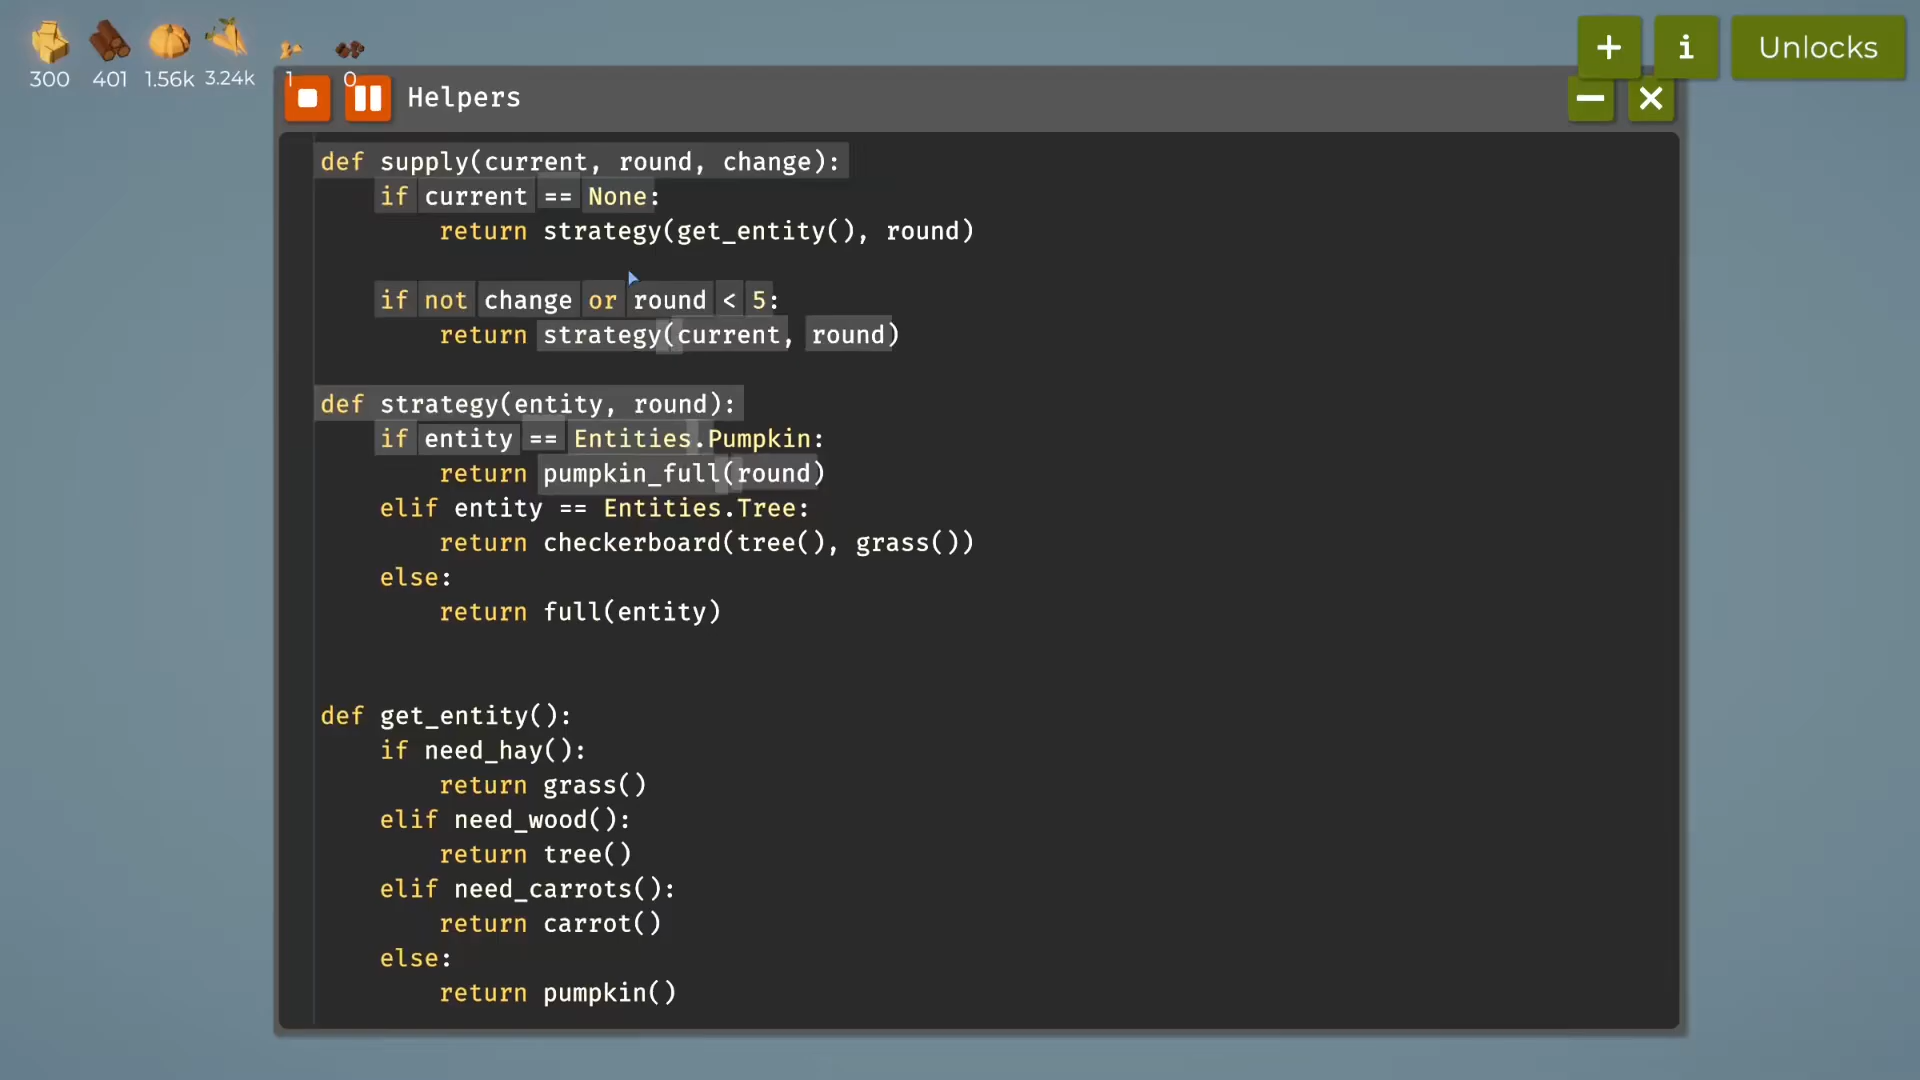 300 401 1.56k 3.24k 1 0
+ i Unlocks
Helpers
def supply(current, round, change):
    if current == None:
        return strategy(get_entity(), round)
    if not change or round < 5:
        return strategy(current, round)
def strategy(entity, round):
    if entity == Entities.Pumpkin:
        return pumpkin_full(round)
    elif entity == Entities.Tree:
        return checkerboard(tree(), grass())
    else:
        return full(entity)
def get_entity():
    if need_hay():
        return grass()
    elif need_wood():
        return tree()
    elif need_carrots():
        return carrot()
    else:
        return pumpkin()